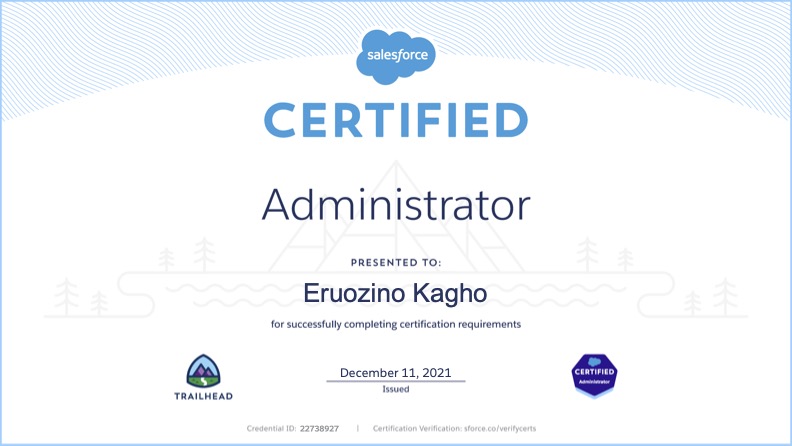 salesforce
CERTIFIED
Administrator
PRESENTED TO:
Eruozino Kagho
for successfully completing certification requirements
TRAILHEAD
December 11, 2021
Issued
CERTIFIED
Administrator
Credential ID: 22738927 | Certification Verification: sforce.co/verifycerts